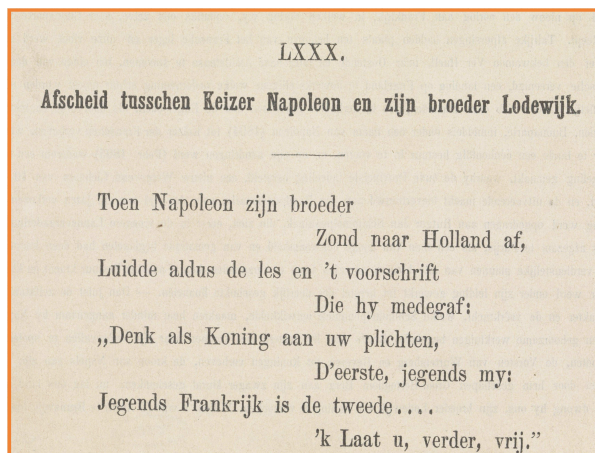 LXXX.
Afscheid tusschen Keizer Napoleon en zijn broeder Lodewijk.
Toen Napoleon zijn broeder
Zond naar Holland af,
Luidde aldus de les en 't voorschrift
Die hy medegaf:
„Denk als Koning aan uw plichten,
D'eerste, jegends my:
Jegends Frankrijk is de tweede....
'k Laat u, verder, vrij.”